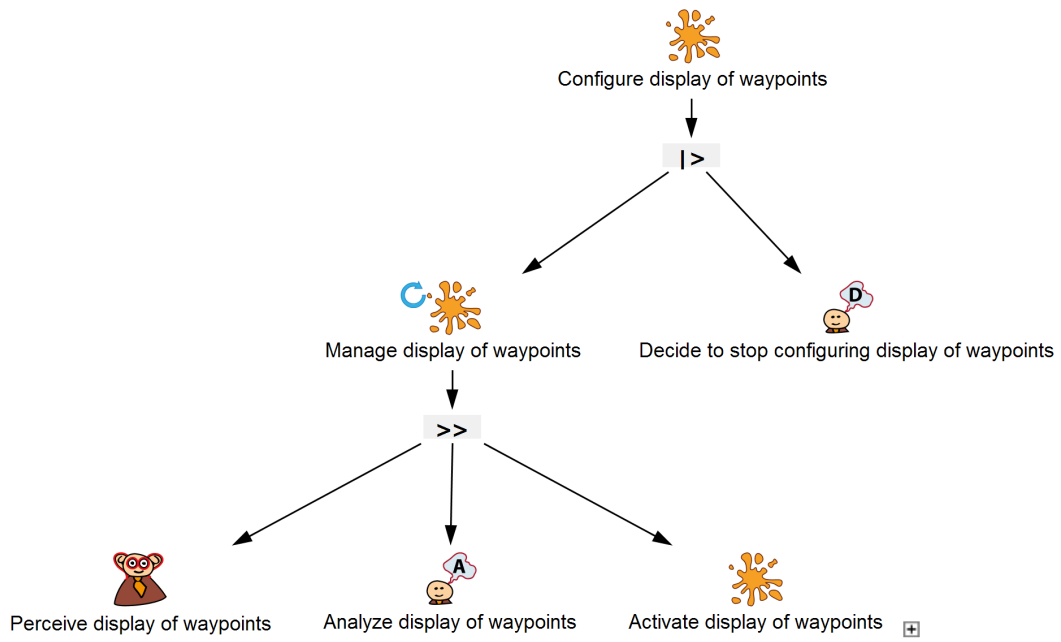 Configure display of waypoints
|>
D
Manage display of waypoints
Decide to stop configuring display of waypoints
>>
A
Perceive display of waypoints
Analyze display of waypoints
Activate display of waypoints